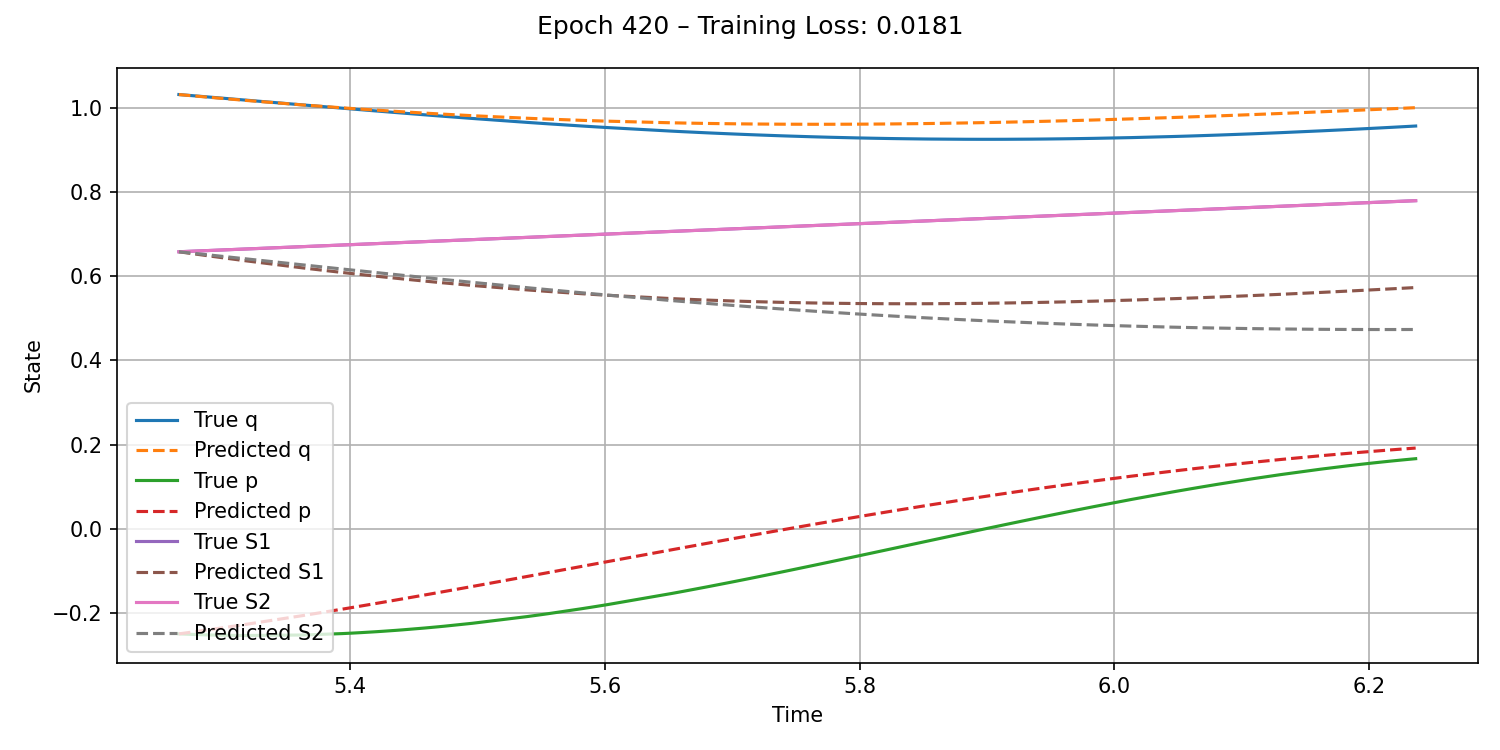 Epoch 420 – Training Loss: 0.0181
1.0
0.8
0.6
0.4
0.2
0.0
−0.2
State
True q
Predicted q
True p
Predicted p
True S1
Predicted S1
True S2
Predicted S2
5.4
5.6
5.8
6.0
6.2
Time